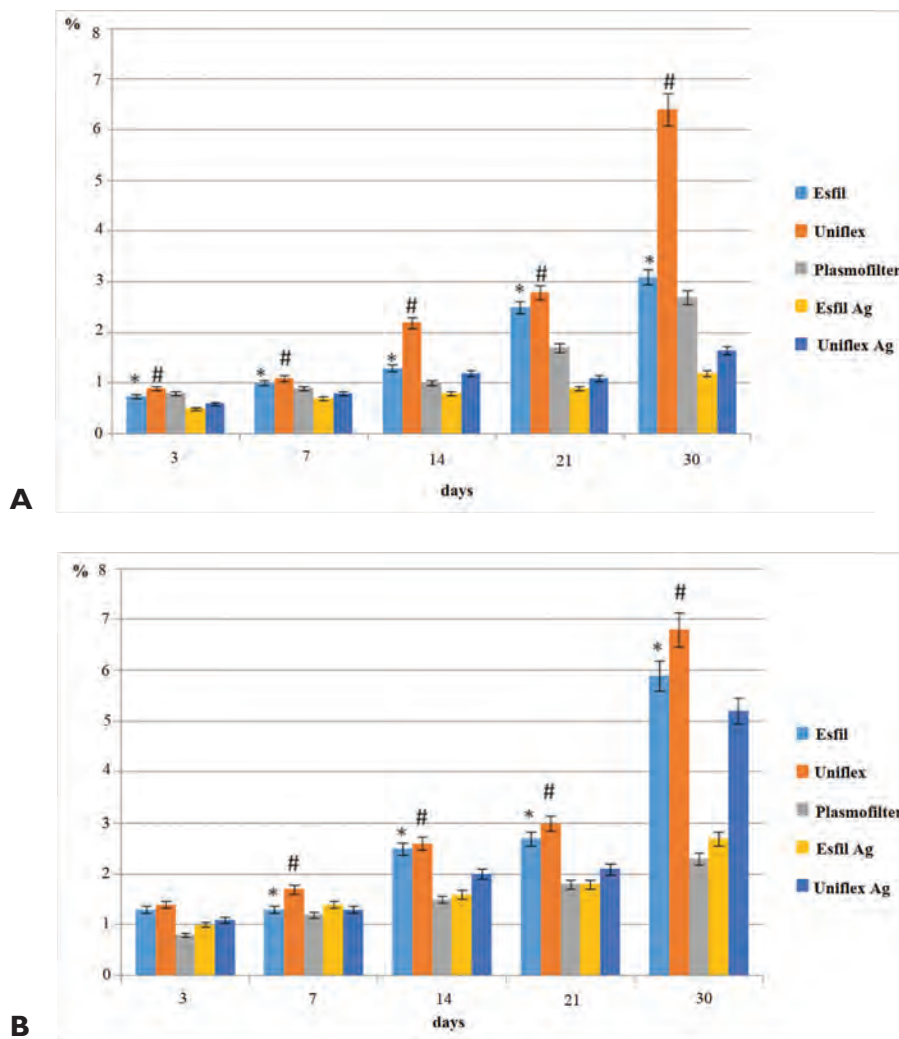 %
8
7
6
5
4
3
2
1
0
* # * # * # * # * #
3 7 14 21 30
days
Esfil
Uniflex
Plasmofilter
Esfil Ag
Uniflex Ag
A
%
8
7
6
5
4
3
2
1
0
# * # * # * * #
3 7 14 21 30
days
Esfil
Uniflex
Plasmofilter
Esfil Ag
Uniflex Ag
B